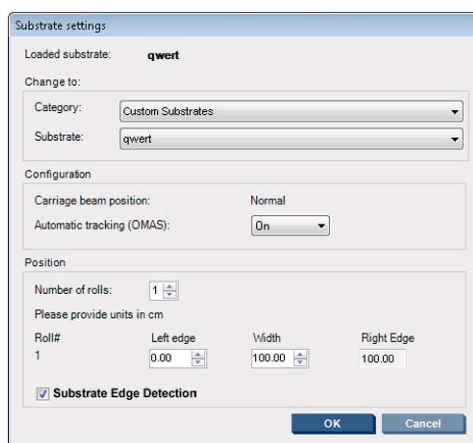 Substrate settings
Loaded substrate: qwert
Change to:
Category: Custom Substrates
Substrate: qwert
Configuration
Carriage beam position: Normal
Automatic tracking (OMAS): On
Position
Number of rolls: 1
Please provide units in cm
Roll# Left edge Width Right Edge
1 0.00 100.00 100.00
Substrate Edge Detection
OK Cancel